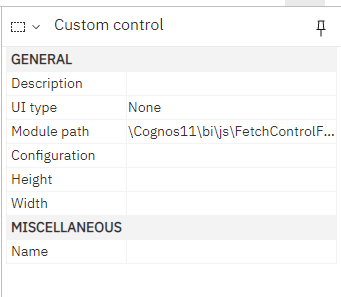 Custom control
GENERAL
Description
UI type None
Module path \Cognos11\bi\js\FetchControlF...
Configuration
Height
Width
MISCELLANEOUS
Name